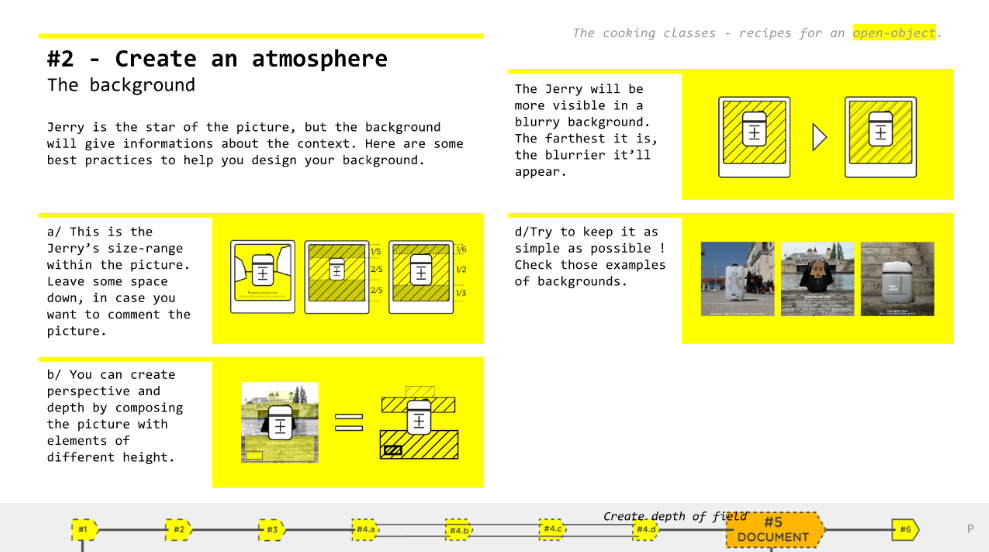 The cooking classes - recipes for an open-object.
#2 - Create an atmosphere
The background
Jerry is the star of the picture, but the background
will give informations about the context. Here are some
best practices to help you design your background.
a/ This is the
Jerry’s size-range
within the picture.
Leave some space
down, in case you
want to comment the
picture.
1/5
2/5
2/5
1/6
1/2
1/3
b/ You can create
perspective and
depth by composing
the picture with
elements of
different height.
The Jerry will be
more visible in a
blurry background.
The farthest it is,
the blurrier it’ll
appear.
d/Try to keep it as
simple as possible !
Check those examples
of backgrounds.
Create depth of field
#1
#2
#3
#4.a
#4.b
#4.c
#4.d
#5
DOCUMENT
#6
P